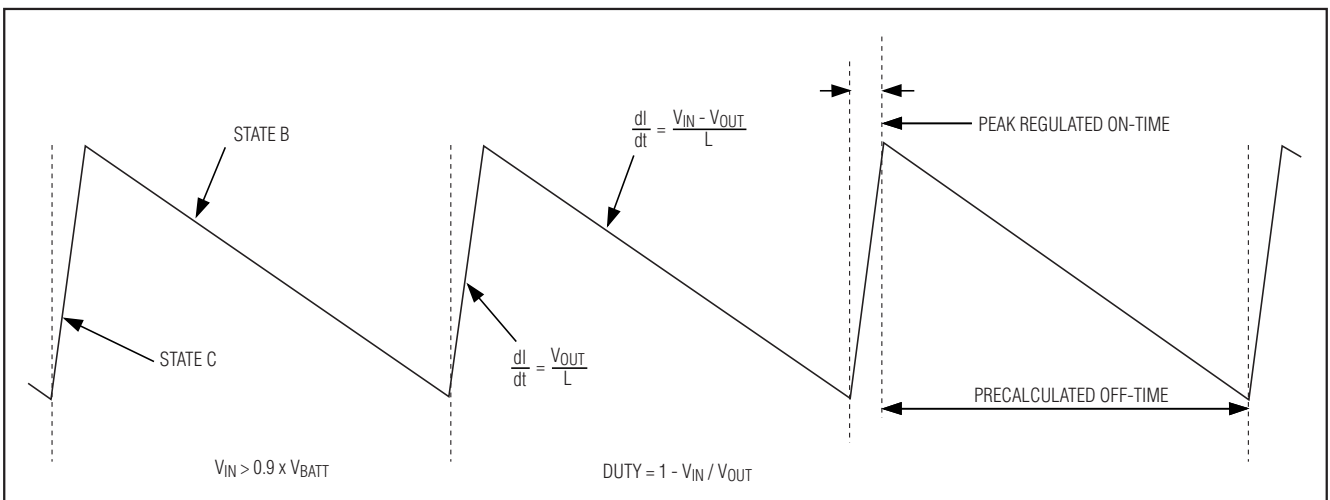 STATE B
dI/dt = (VIN - VOUT)/L
PEAK REGULATED ON-TIME
STATE C
dI/dt = VOUT/L
PRECALCULATED OFF-TIME
VIN > 0.9 x VBATT
DUTY = 1 - VIN / VOUT